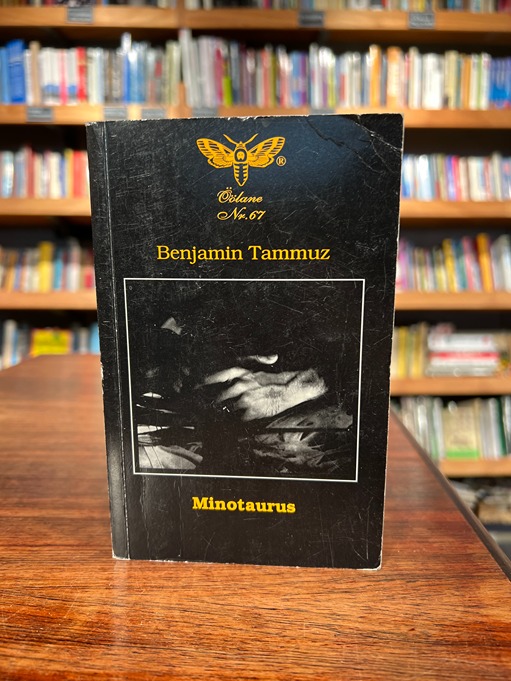 ®
Öölane
Nr.67
Benjamin Tammuz
Minotaurus